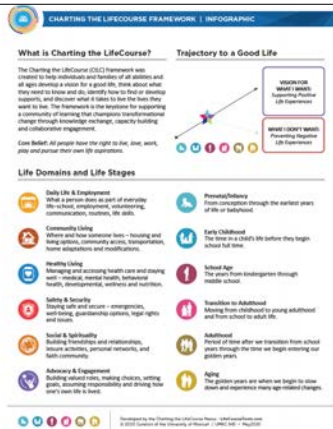 CHARTING THE LIFECOURSE FRAMEWORK | INFOGRAPHIC
What is Charting the LifeCourse?
The Charting the LifeCourse (CtLC) framework was
created to help individuals and families of all abilities and
all ages develop a vision for a good life, think about what
they need to know and do, identify how to find or develop
supports, and discover what it takes to live the lives they
want to live. The framework is the keystone for supporting
a community of learning that champions transformational
change through knowledge exchange, capacity building
and collaborative engagement.
Core Belief: All people have the right to live, love, work,
play and pursue their own life aspirations.
Trajectory to a Good Life
VISION FOR
WHAT I WANT:
Supporting Positive
Life Experiences
WHAT I DON'T WANT:
Preventing Negative
Life Experiences
Life Domains and Life Stages
Daily Life & Employment
What a person does as part of everyday
life–school, employment, volunteering,
communication, routines, life skills.
Community Living
Where and how someone lives – housing and
living options, community access, transportation,
home adaptations and modifications.
Healthy Living
Managing and accessing health care and staying
well – medical, mental health, behavioral
health, developmental, wellness and nutrition.
Safety & Security
Staying safe and secure – emergencies,
well-being, guardianship options, legal rights
and issues.
Social & Spirituality
Building friendships and relationships,
leisure activities, personal networks, and
faith community.
Advocacy & Engagement
Building valued roles, making choices, setting
goals, assuming responsibility and driving how
one's own life is lived.
Prenatal/Infancy
From conception through the earliest years
of life or babyhood.
Early Childhood
The time in a child's life before they begin
school full time.
School Age
The years from kindergarten through
middle school.
Transition to Adulthood
Moving from childhood to young adulthood
and from school to adult life.
Adulthood
Period of time after we transition from school
years through the time we begin entering our
golden years.
Aging
The golden years are when we begin to slow
down and experience many age-related changes.
Developed by the Charting the LifeCourse Nexus - LifeCourseTools.com
© 2020 Curators of the University of Missouri | UMKC IHD • May2020